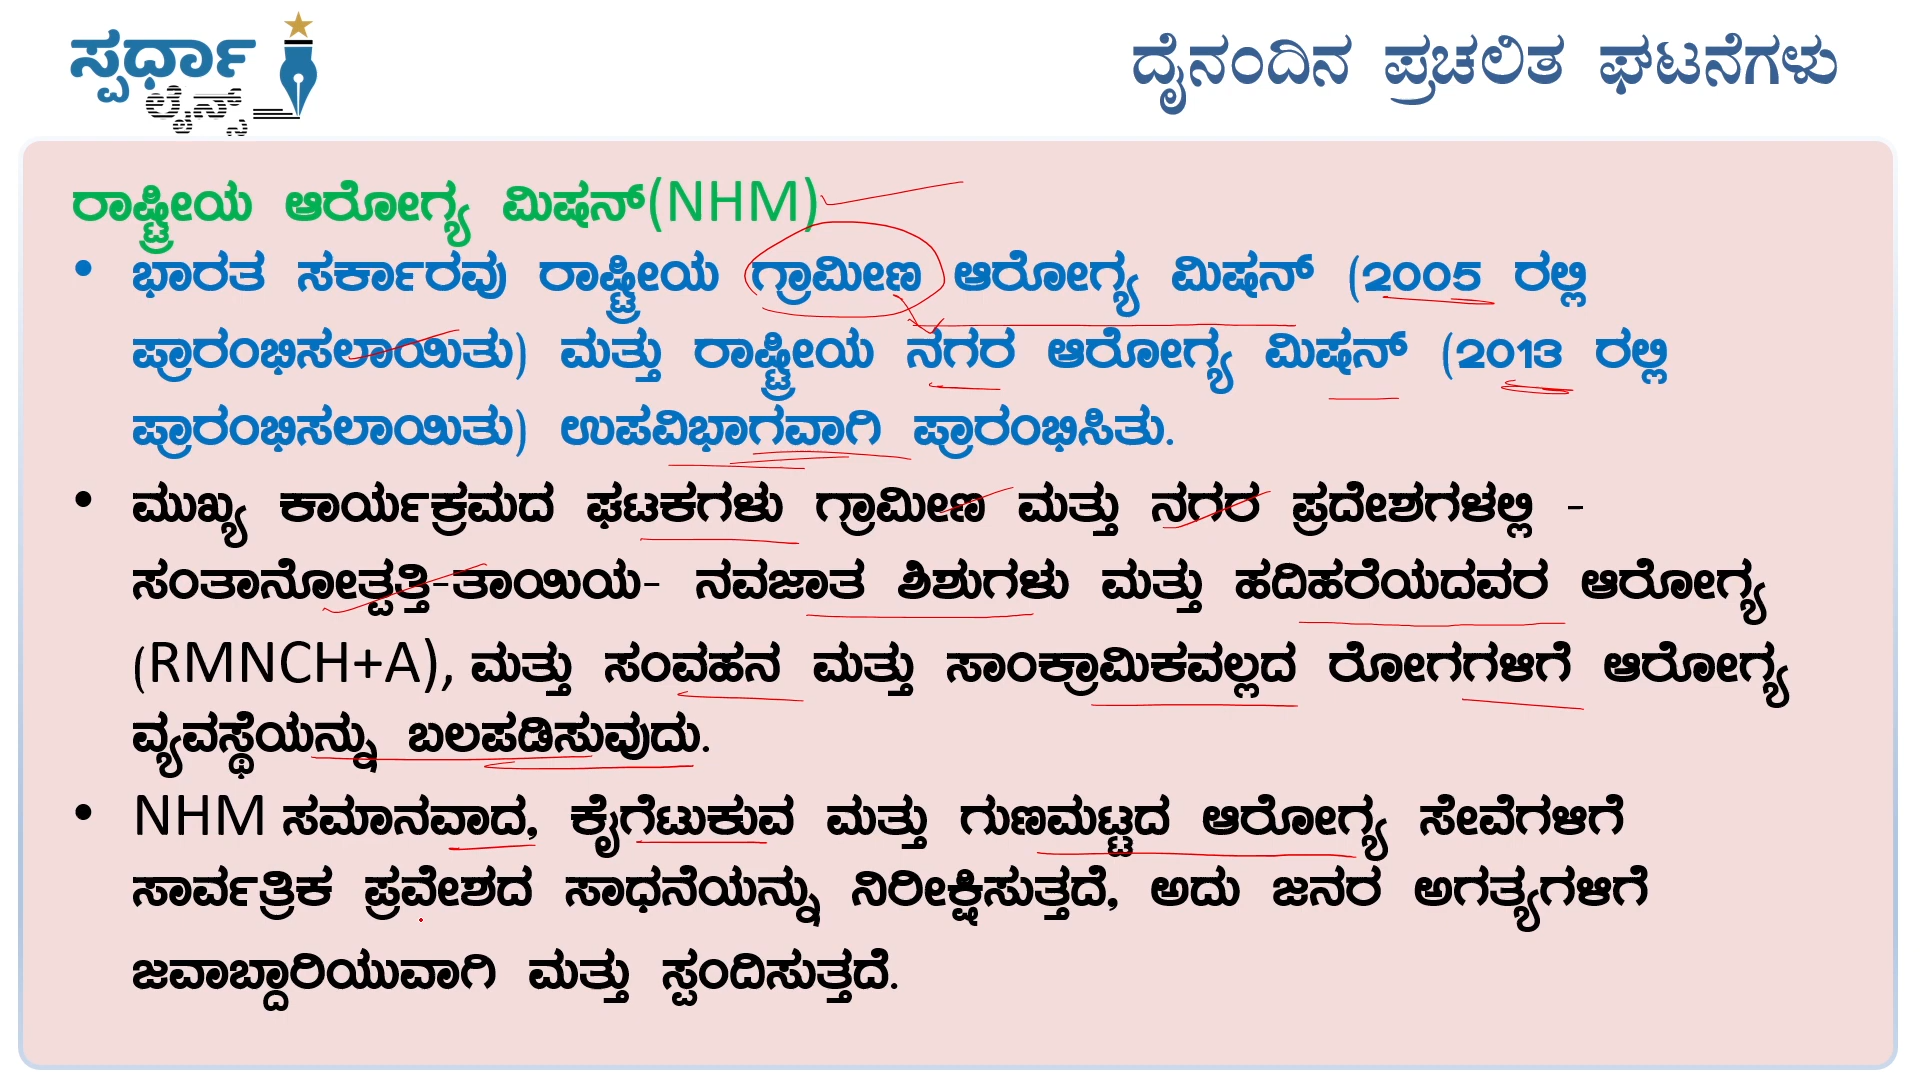 ಸ್ಪರ್ಧಾ
ಲೈನ್ಸ್
ದೈನಂದಿನ ಪ್ರಚಲಿತ ಘಟನೆಗಳು
ರಾಷ್ಟ್ರೀಯ ಆರೋಗ್ಯ ಮಿಷನ್(NHM)
• ಭಾರತ ಸರ್ಕಾರವು ರಾಷ್ಟ್ರೀಯ ಗ್ರಾಮೀಣ ಆರೋಗ್ಯ ಮಿಷನ್ (2005 ರಲ್ಲಿ
ಪ್ರಾರಂಭಿಸಲಾಯಿತು) ಮತ್ತು ರಾಷ್ಟ್ರೀಯ ನಗರ ಆರೋಗ್ಯ ಮಿಷನ್ (2013 ರಲ್ಲಿ
ಪ್ರಾರಂಭಿಸಲಾಯಿತು) ಉಪವಿಭಾಗವಾಗಿ ಪ್ರಾರಂಭಿಸಿತು.
• ಮುಖ್ಯ ಕಾರ್ಯಕ್ರಮದ ಘಟಕಗಳು ಗ್ರಾಮೀಣ ಮತ್ತು ನಗರ ಪ್ರದೇಶಗಳಲ್ಲಿ -
ಸಂತಾನೋತ್ಪತ್ತಿ-ತಾಯಿಯ- ನವಜಾತ ಶಿಶುಗಳು ಮತ್ತು ಹದಿಹರೆಯದವರ ಆರೋಗ್ಯ
(RMNCH+A), ಮತ್ತು ಸಂವಹನ ಮತ್ತು ಸಾಂಕ್ರಾಮಿಕವಲ್ಲದ ರೋಗಗಳಿಗೆ ಆರೋಗ್ಯ
ವ್ಯವಸ್ಥೆಯನ್ನು ಬಲಪಡಿಸುವುದು.
• NHM ಸಮಾನವಾದ, ಕೈಗೆಟುಕುವ ಮತ್ತು ಗುಣಮಟ್ಟದ ಆರೋಗ್ಯ ಸೇವೆಗಳಿಗೆ
ಸಾರ್ವತ್ರಿಕ ಪ್ರವೇಶದ ಸಾಧನೆಯನ್ನು ನಿರೀಕ್ಷಿಸುತ್ತದೆ, ಅದು ಜನರ ಅಗತ್ಯಗಳಿಗೆ
ಜವಾಬ್ದಾರಿಯುವಾಗಿ ಮತ್ತು ಸ್ಪಂದಿಸುತ್ತದೆ.